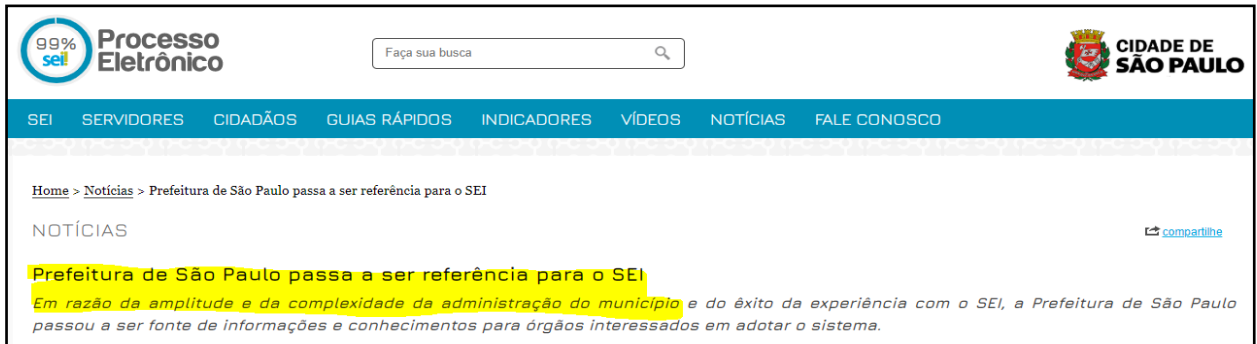 99%
sei!
Processo
Eletrônico
Faça sua busca
CIDADE DE
SÃO PAULO
SEI SERVIDORES CIDADÃOS GUIAS RÁPIDOS INDICADORES VÍDEOS NOTÍCIAS FALE CONOSCO
Home > Notícias > Prefeitura de São Paulo passa a ser referência para o SEI
NOTÍCIAS
compartilhe
Prefeitura de São Paulo passa a ser referência para o SEI
Em razão da amplitude e da complexidade da administração do município e do êxito da experiência com o SEI, a Prefeitura de São Paulo
passou a ser fonte de informações e conhecimentos para órgãos interessados em adotar o sistema.